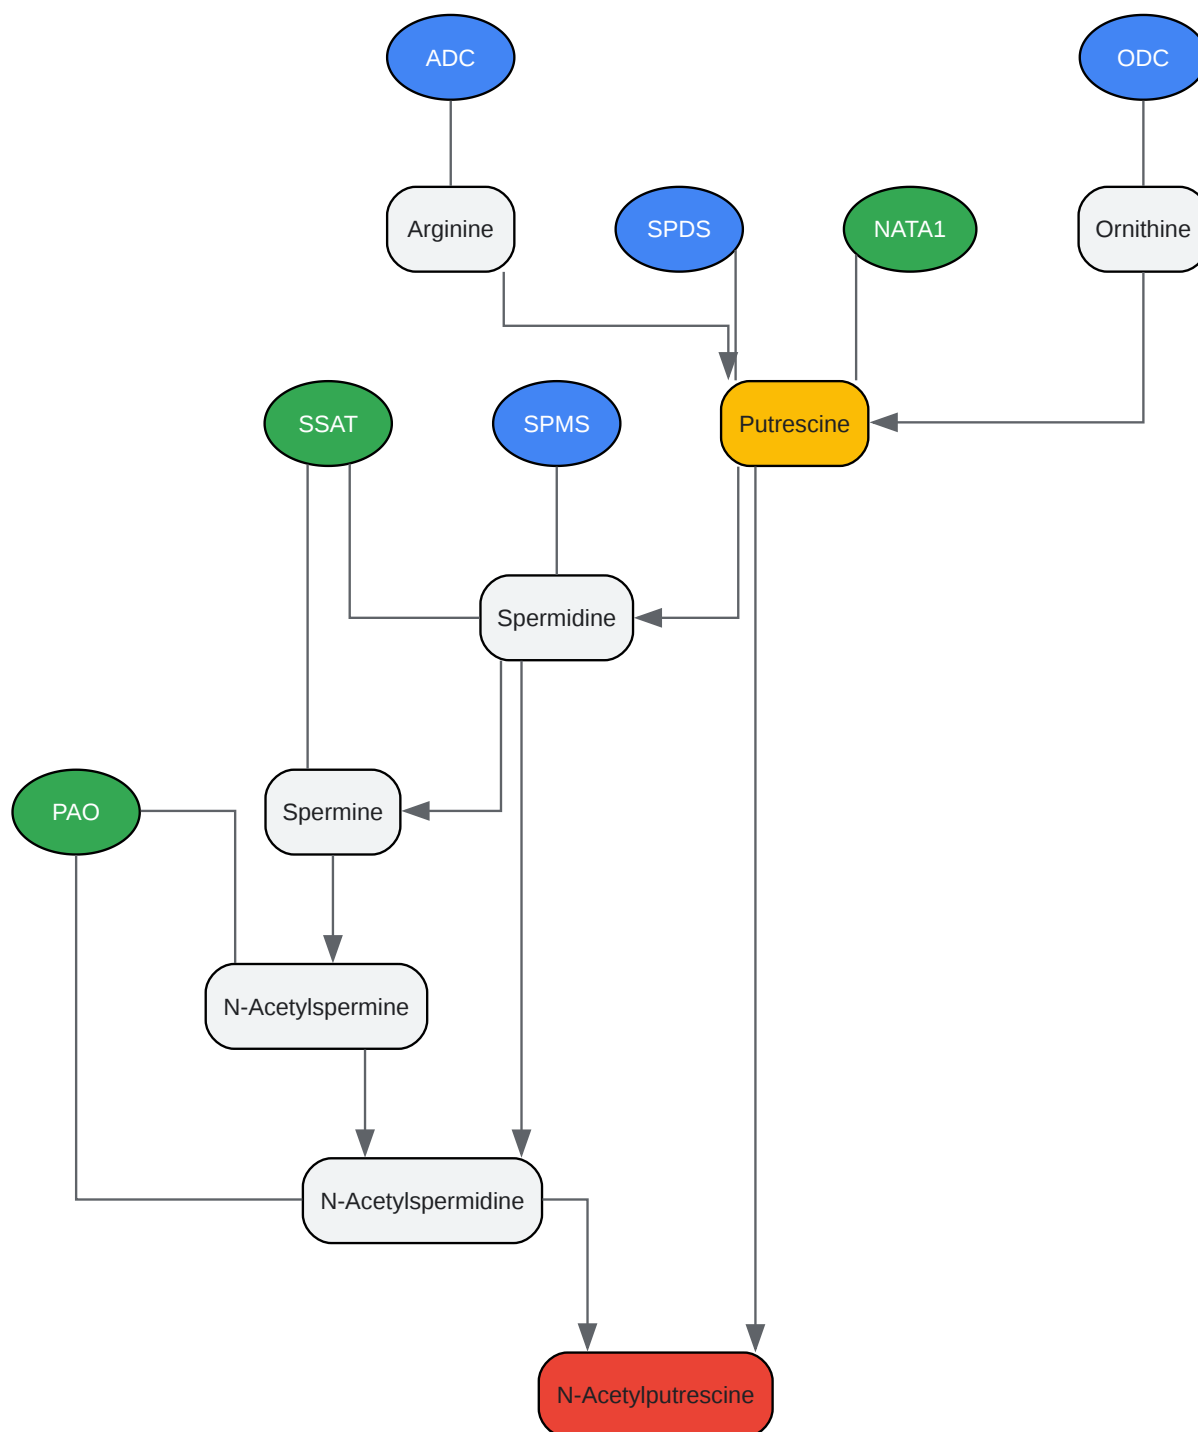 ADC
ODC
Arginine
SPDS
NATA1
Ornithine
SSAT
SPMS
Putrescine
Spermidine
PAO
Spermine
N-Acetylspermine
N-Acetylspermidine
N-Acetylputrescine